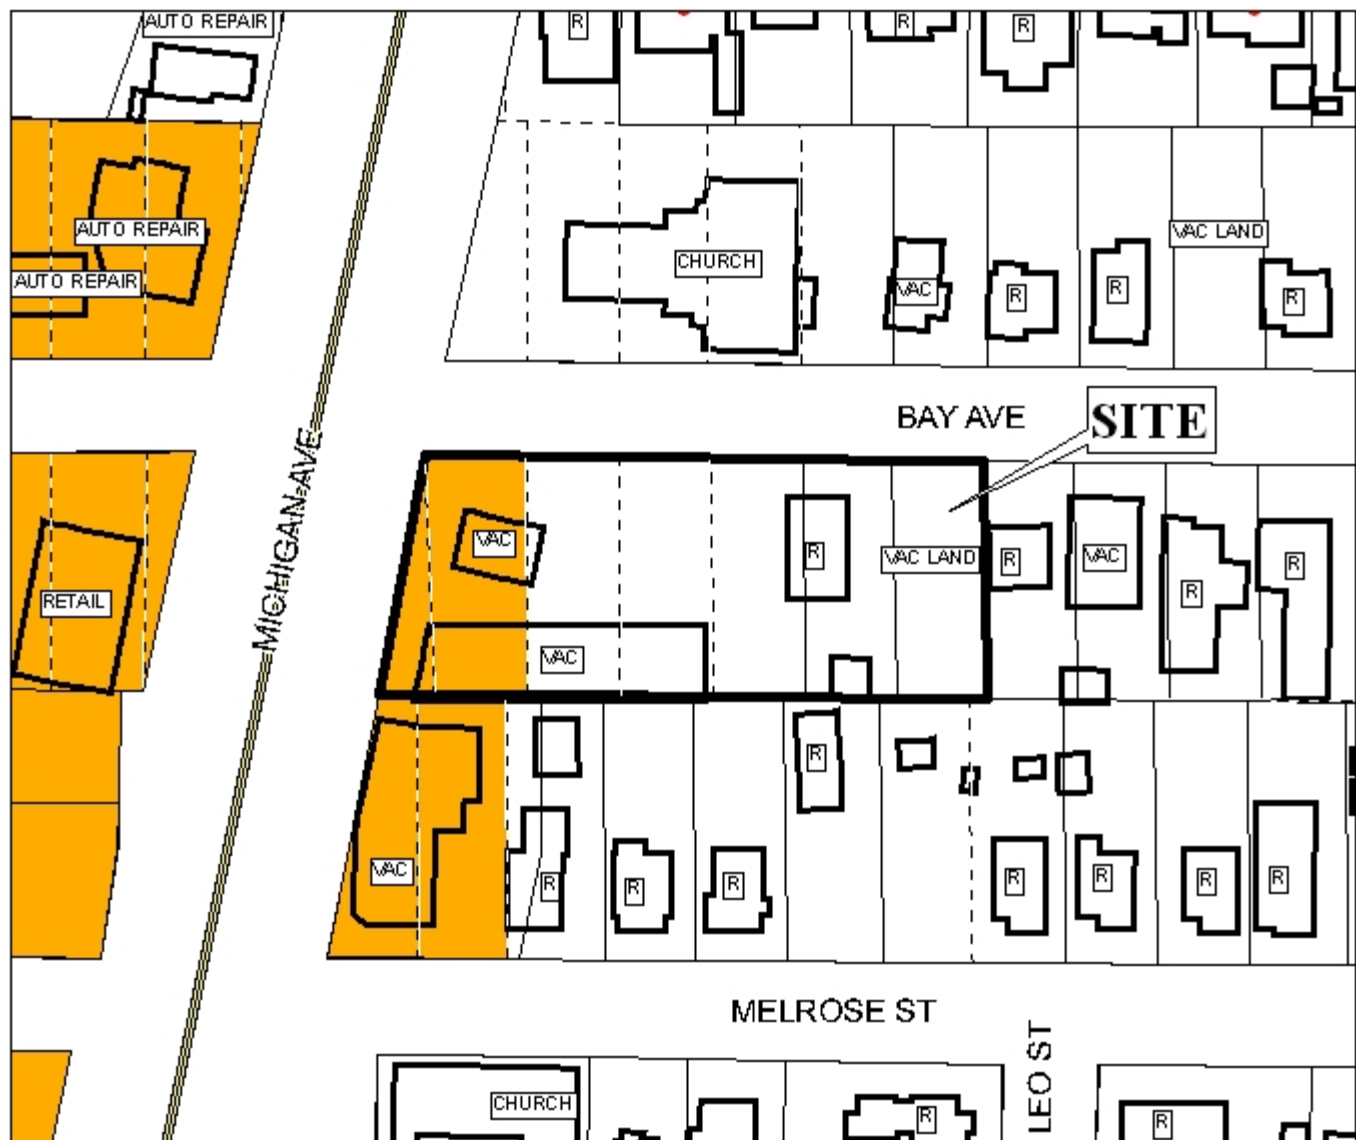 AUTO REPAIR
R
R
R
AUTO REPAIR
AUTO REPAIR
CHURCH
VAC
R
R
VAC LAND
R
BAY AVE
SITE
MICHIGAN AVE
RETAIL
VAC
VAC
R
VAC LAND
R
VAC
R
R
VAC
R
R
R
R
R
R
R
R
MELROSE ST
LEO ST
CHURCH
R
R